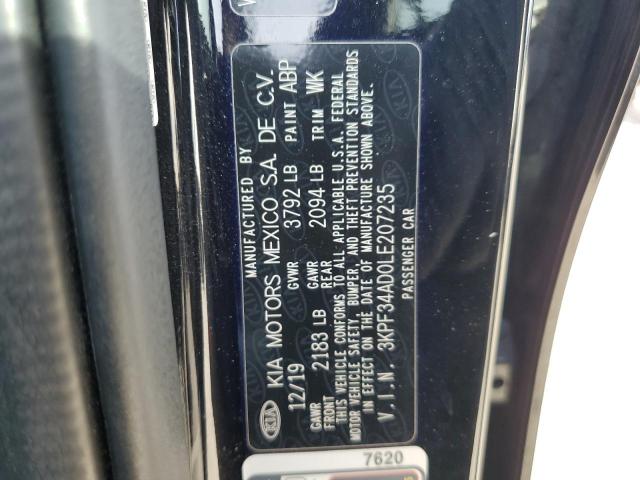 MANUFACTURED BY
KIA KIA MOTORS MEXICO S.A. DE C.V.
12/19 GVWR 3792 LB PAINT ABP
GAWR FRONT 2183 LB GAWR REAR 2094 LB TRIM WK
THIS VEHICLE CONFORMS TO ALL APPLICABLE U.S.A. FEDERAL
MOTOR VEHICLE SAFETY, BUMPER, AND THEFT PREVENTION STANDARDS
IN EFFECT ON THE DATE OF MANUFACTURE SHOWN ABOVE.
V.I.N. 3KPF34AD0LE207235
PASSENGER CAR
7620